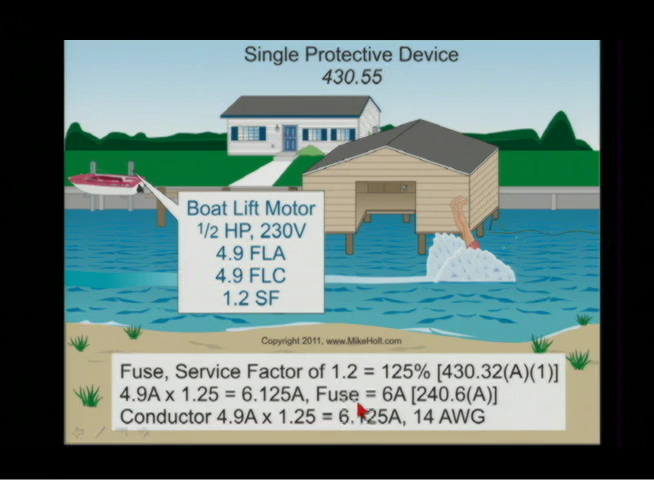 Single Protective Device
430.55
Boat Lift Motor
1/2 HP, 230V
4.9 FLA
4.9 FLC
1.2 SF
Copyright 2011, www.MikeHolt.com
Fuse, Service Factor of 1.2 = 125% [430.32(A)(1)]
4.9A x 1.25 = 6.125A, Fuse = 6A [240.6(A)]
Conductor 4.9A x 1.25 = 6.125A, 14 AWG